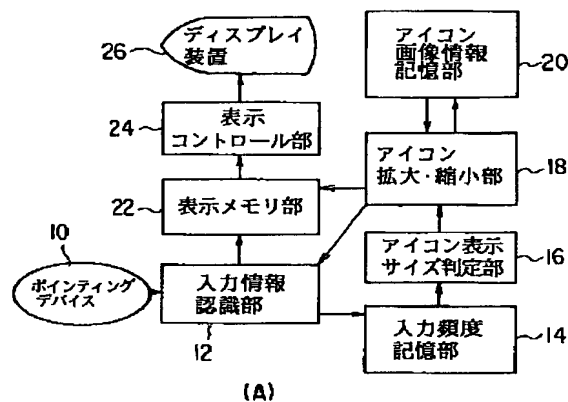 26
ディスプレイ
装置
アイコン
画像情報
記憶部
20
24
表示
コントロール部
アイコン
拡大・縮小部
18
22
表示メモリ部
10
ポインティング
デバイス
入力情報
認識部
12
アイコン表示
サイズ判定部
16
入力頻度
記憶部
14
(A)